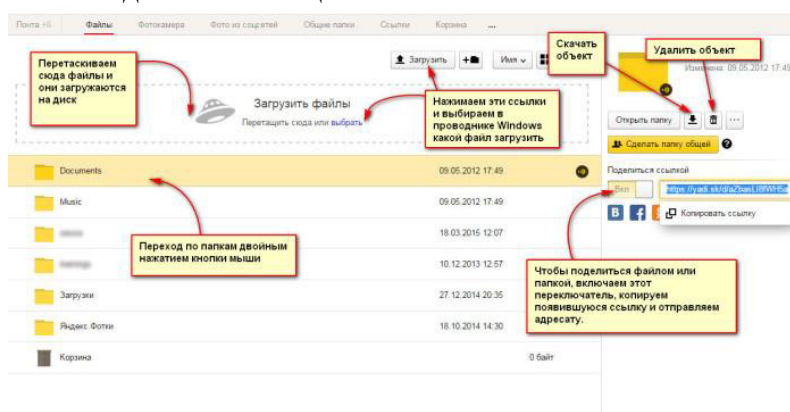 Почта +6 Файлы Фотокамера Фото из соцсетей Общие папки Ссылки Корзина ...
Перетаскиваем
сюда файлы и
они загружаются
на диск
Загрузить
Имя
Скачать
объект
Удалить объект
Изменена: 09.05.2012 17:49
Загрузить файлы
Перетащить сюда или выбрать
Нажимаем эти ссылки
и выбираем в
проводнике Windows
какой файл загрузить
Открыть папку
Сделать папку общей
Documents 09.05.2012 17:49
Music 09.05.2012 17:49
18.03.2015 12:07
10.12.2013 12:57
Загрузки 27.12.2014 20:35
Яндекс.Фотки 18.10.2014 14:30
Корзина 0 байт
Переход по папкам двойным
нажатием кнопки мыши
Поделиться ссылкой
Вкл
Копировать ссылку
Чтобы поделиться файлом или
папкой, включаем этот
переключатель, копируем
появившуюся ссылку и отправляем
адресату.